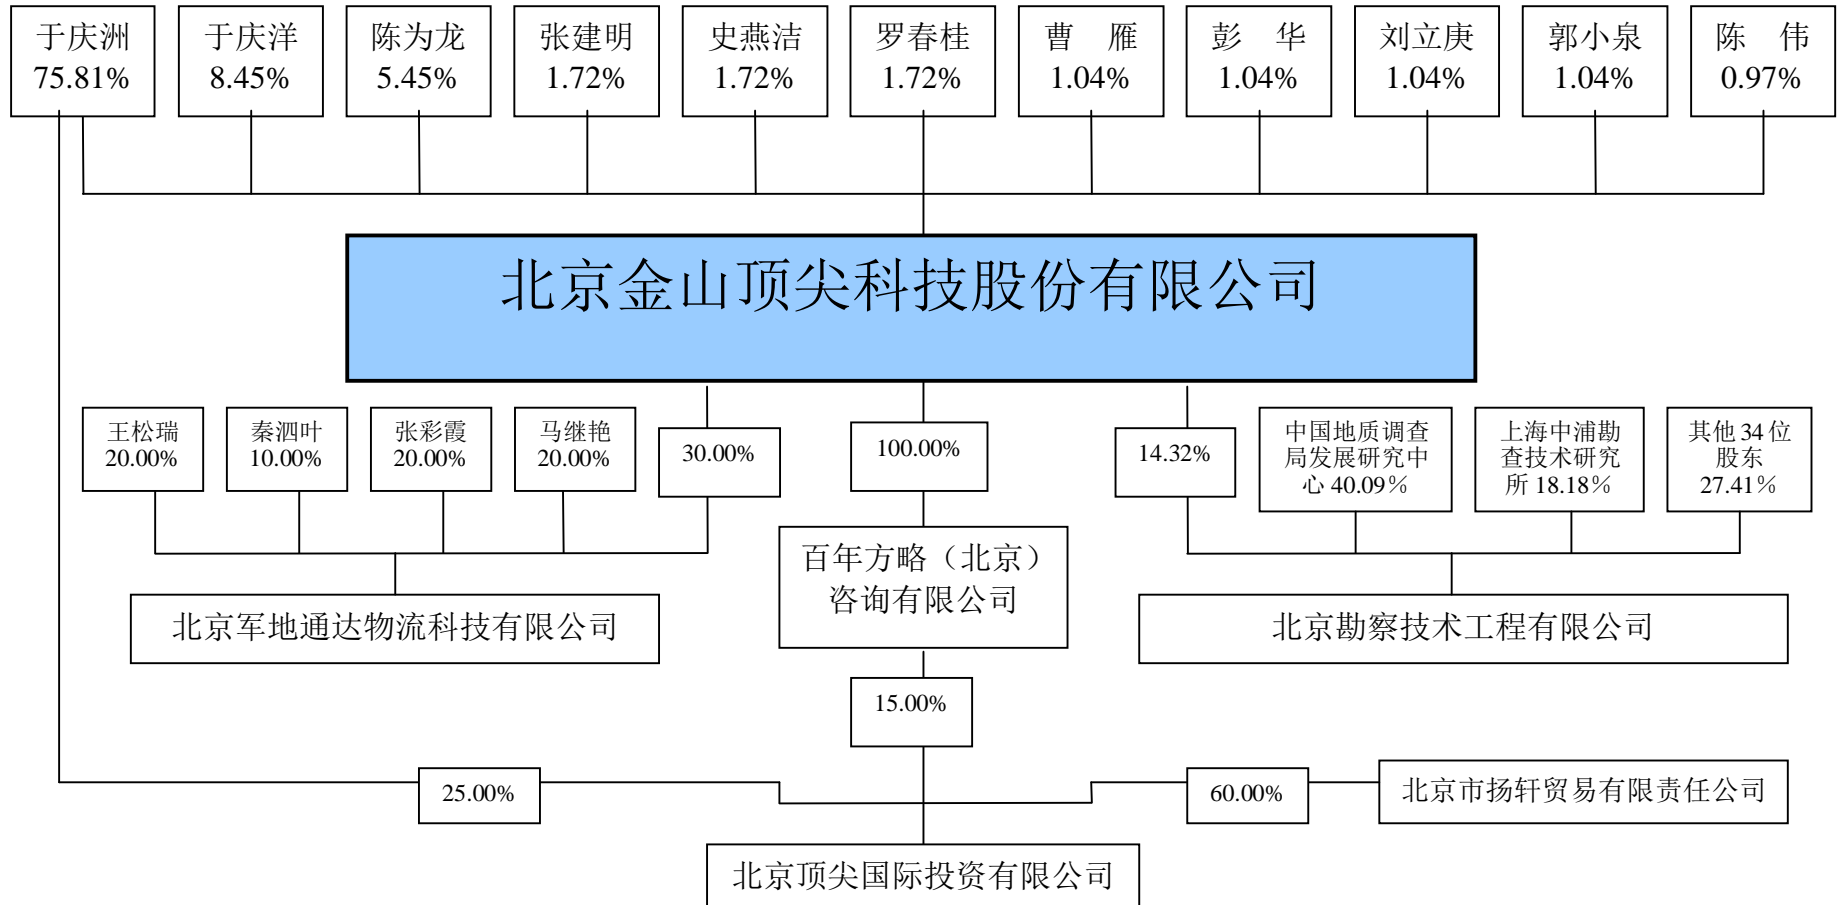 于庆洲
75.81%
于庆洋
8.45%
陈为龙
5.45%
张建明
1.72%
史燕洁
1.72%
罗春桂
1.72%
曹　雁
1.04%
彭　华
1.04%
刘立庚
1.04%
郭小泉
1.04%
陈　伟
0.97%
北京金山顶尖科技股份有限公司
王松瑞
20.00%
秦泗叶
10.00%
张彩霞
20.00%
马继艳
20.00%
30.00%
100.00%
14.32%
中国地质调查
局发展研究中
心 40.09％
上海中浦勘
查技术研究
所 18.18％
其他 34 位
股东
27.41％
百年方略（北京）
咨询有限公司
北京军地通达物流科技有限公司
北京勘察技术工程有限公司
15.00%
25.00%
60.00%
北京市扬轩贸易有限责任公司
北京顶尖国际投资有限公司